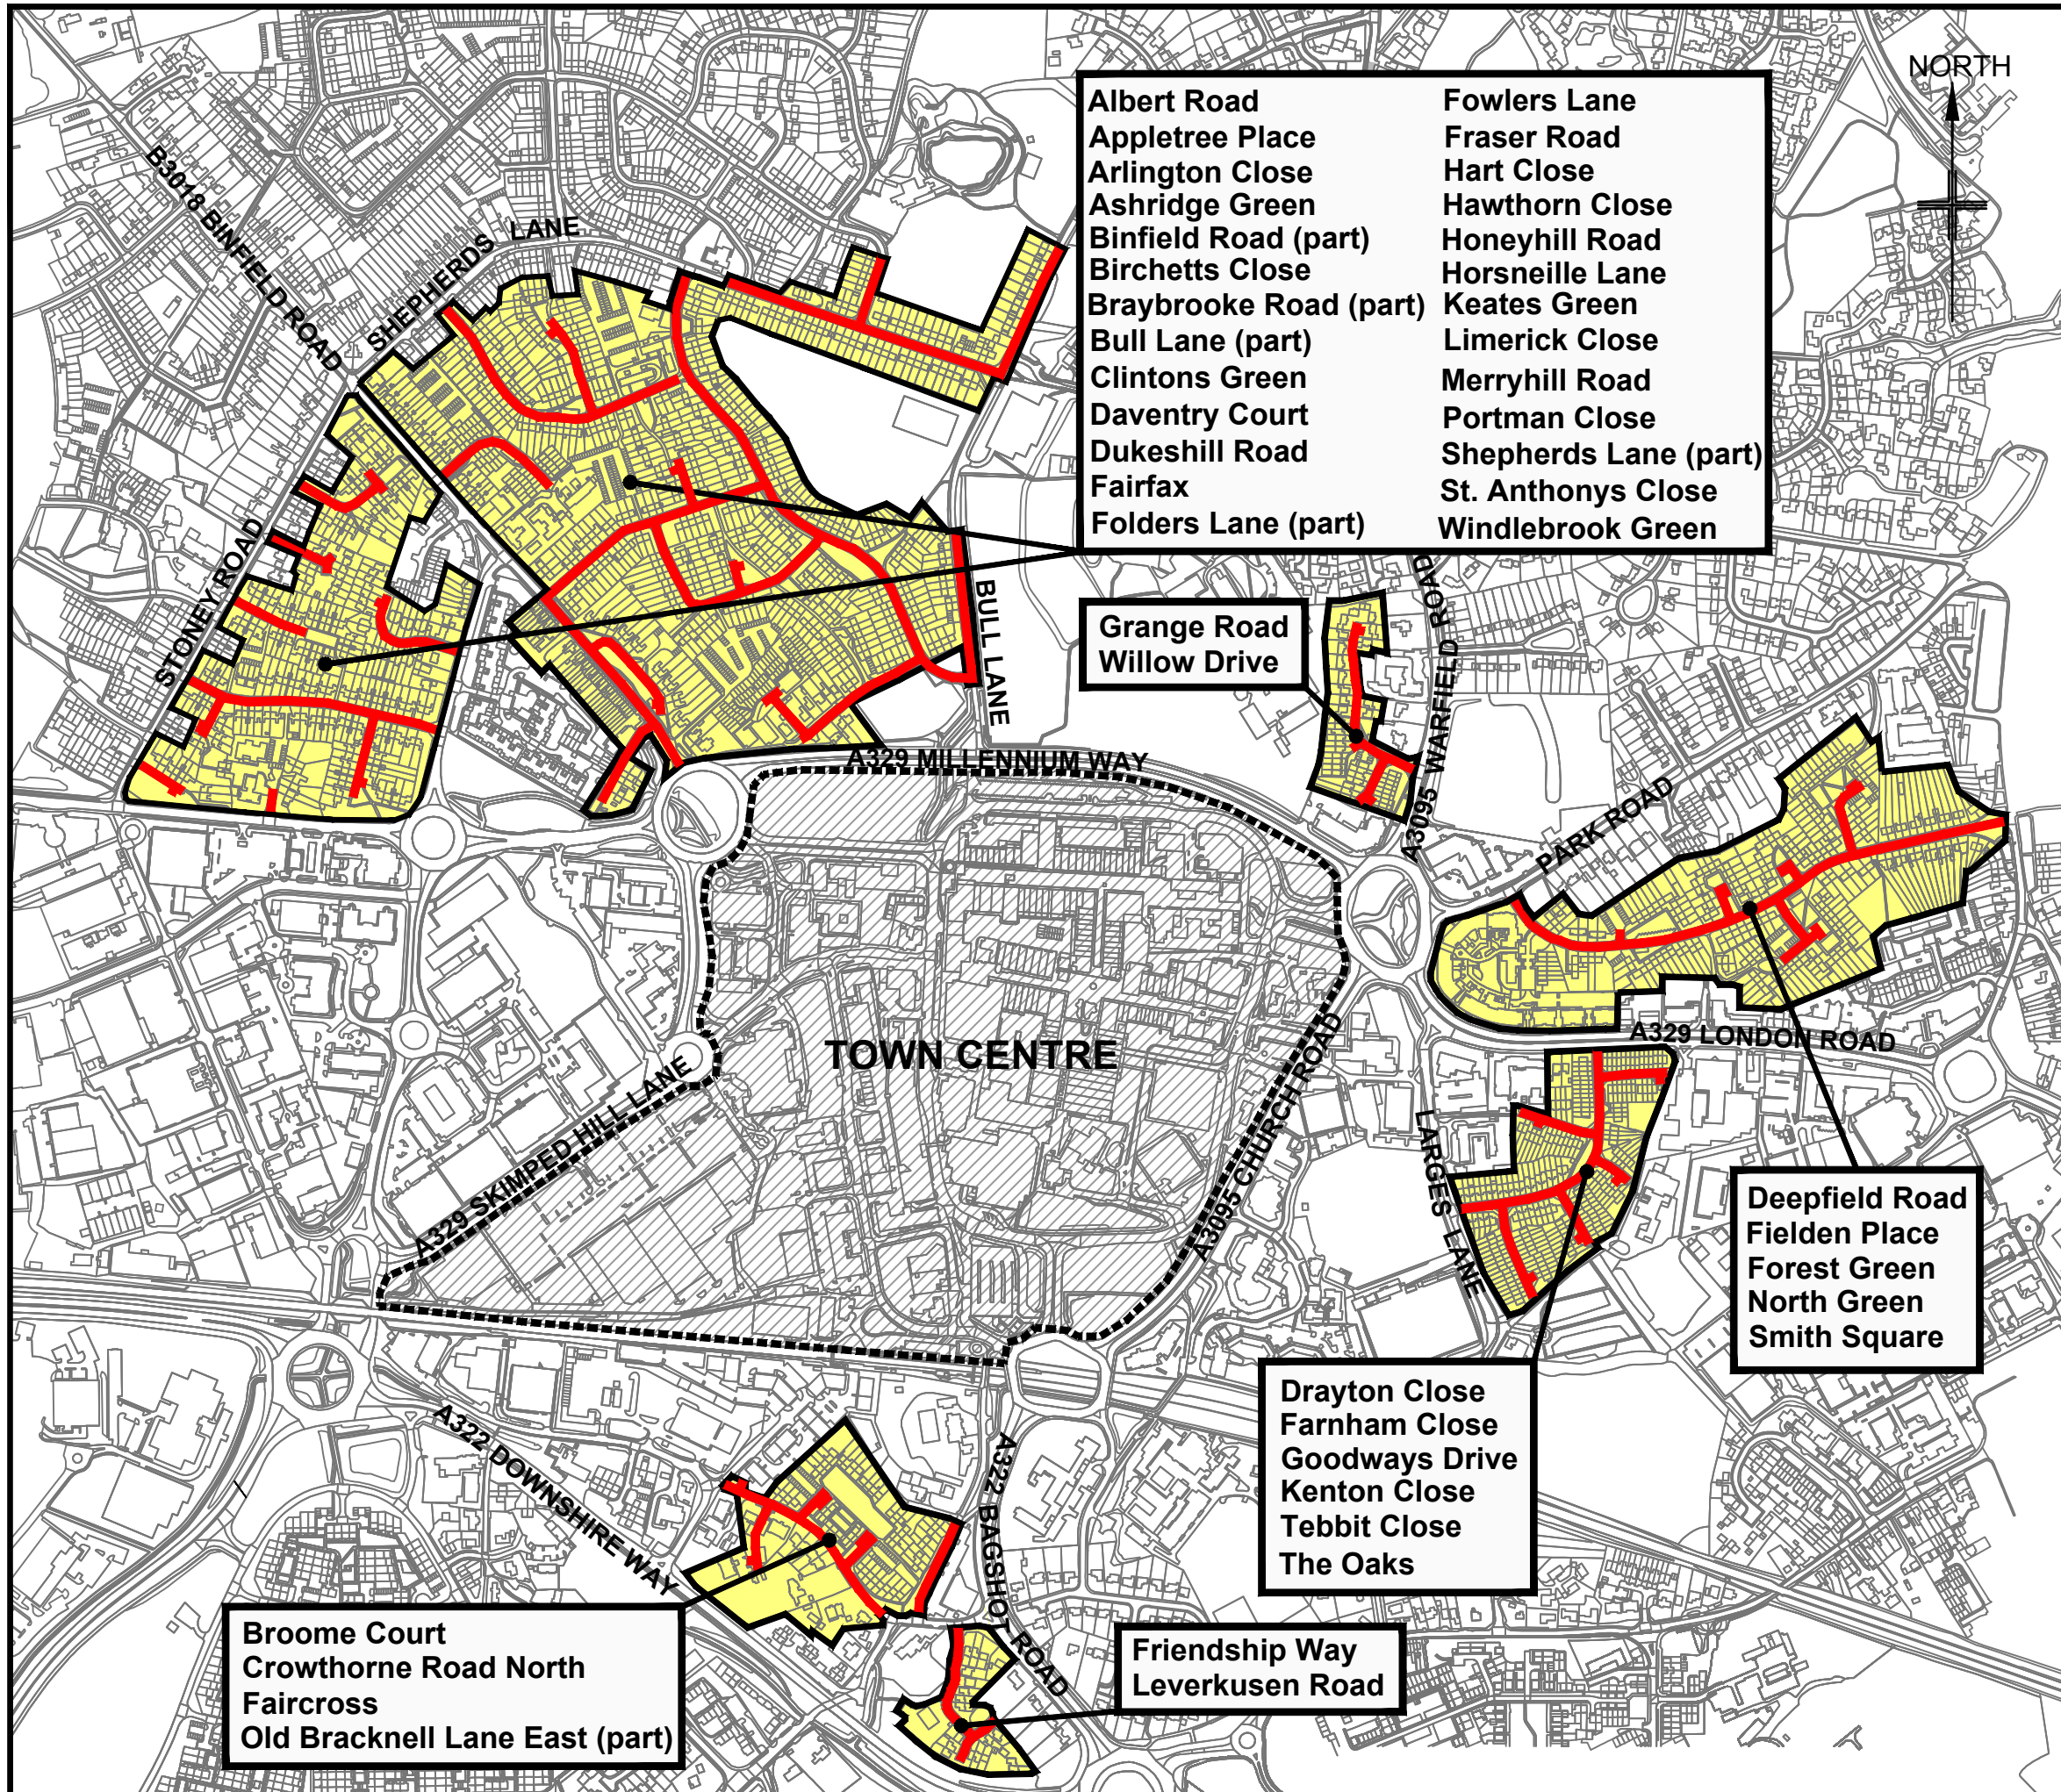 NORTH
Albert Road
Appletree Place
Arlington Close
Ashridge Green
Binfield Road (part)
Birchetts Close
Braybrooke Road (part)
Bull Lane (part)
Clintons Green
Daventry Court
Dukeshill Road
Fairfax
Folders Lane (part)
Fowlers Lane
Fraser Road
Hart Close
Hawthorn Close
Honeyhill Road
Horsneille Lane
Keates Green
Limerick Close
Merryhill Road
Portman Close
Shepherds Lane (part)
St. Anthonys Close
Windlebrook Green
B3018 BINFIELD ROAD
SHEPHERDS LANE
STONEY ROAD
BULL LANE
Grange Road
Willow Drive
A3095 WARFIELD ROAD
A329 MILLENNIUM WAY
PARK ROAD
TOWN CENTRE
A329 LONDON ROAD
A329 SKIMPED HILL LANE
A3095 CHURCH ROAD
LARGES LANE
Deepfield Road
Fielden Place
Forest Green
North Green
Smith Square
Drayton Close
Farnham Close
Goodways Drive
Kenton Close
Tebbit Close
The Oaks
A322 DOWNSHIRE WAY
A322 BAGSHOT ROAD
Broome Court
Crowthorne Road North
Faircross
Old Bracknell Lane East (part)
Friendship Way
Leverkusen Road